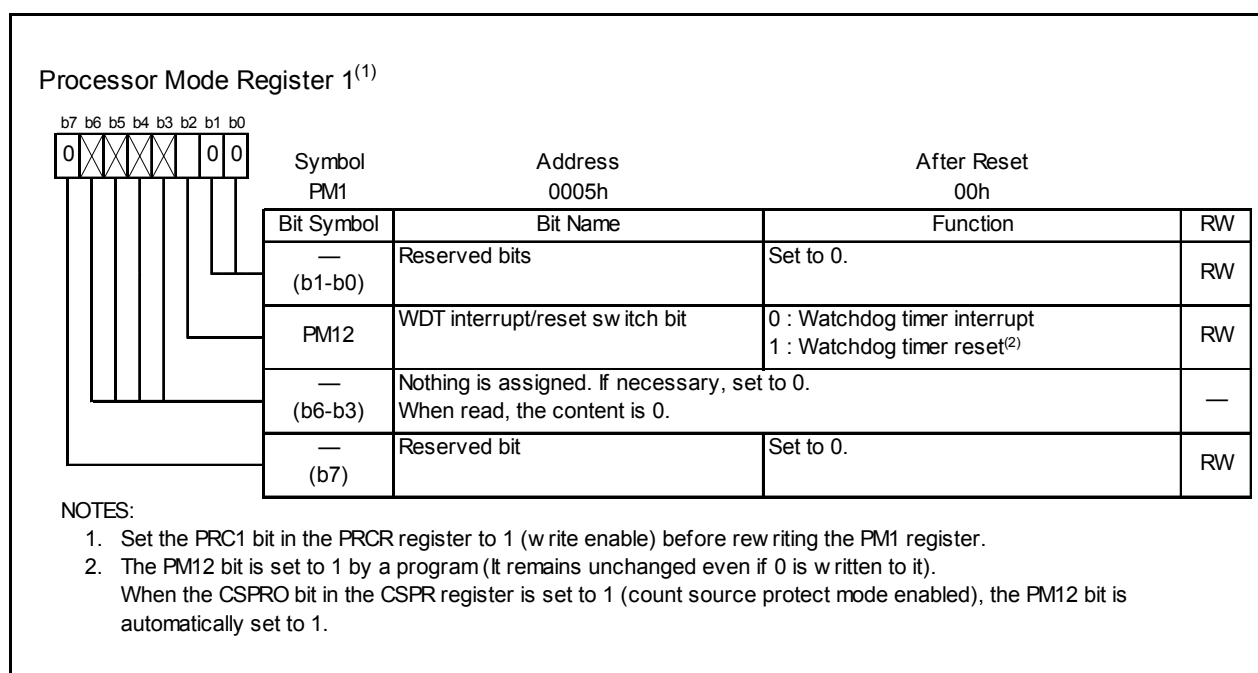 Processor Mode Register 1(1)
b7 b6 b5 b4 b3 b2 b1 b0
0 0 0
Symbol Address After Reset
PM1 0005h 00h
Bit Symbol Bit Name Function RW
— (b1-b0) Reserved bits Set to 0. RW
PM12 WDT interrupt/reset switch bit 0 : Watchdog timer interrupt
1 : Watchdog timer reset(2) RW
— (b6-b3) Nothing is assigned. If necessary, set to 0.
When read, the content is 0. —
— (b7) Reserved bit Set to 0. RW
NOTES:
1. Set the PRC1 bit in the PRCR register to 1 (write enable) before rewriting the PM1 register.
2. The PM12 bit is set to 1 by a program (It remains unchanged even if 0 is written to it).
When the CSPRO bit in the CSPR register is set to 1 (count source protect mode enabled), the PM12 bit is
automatically set to 1.